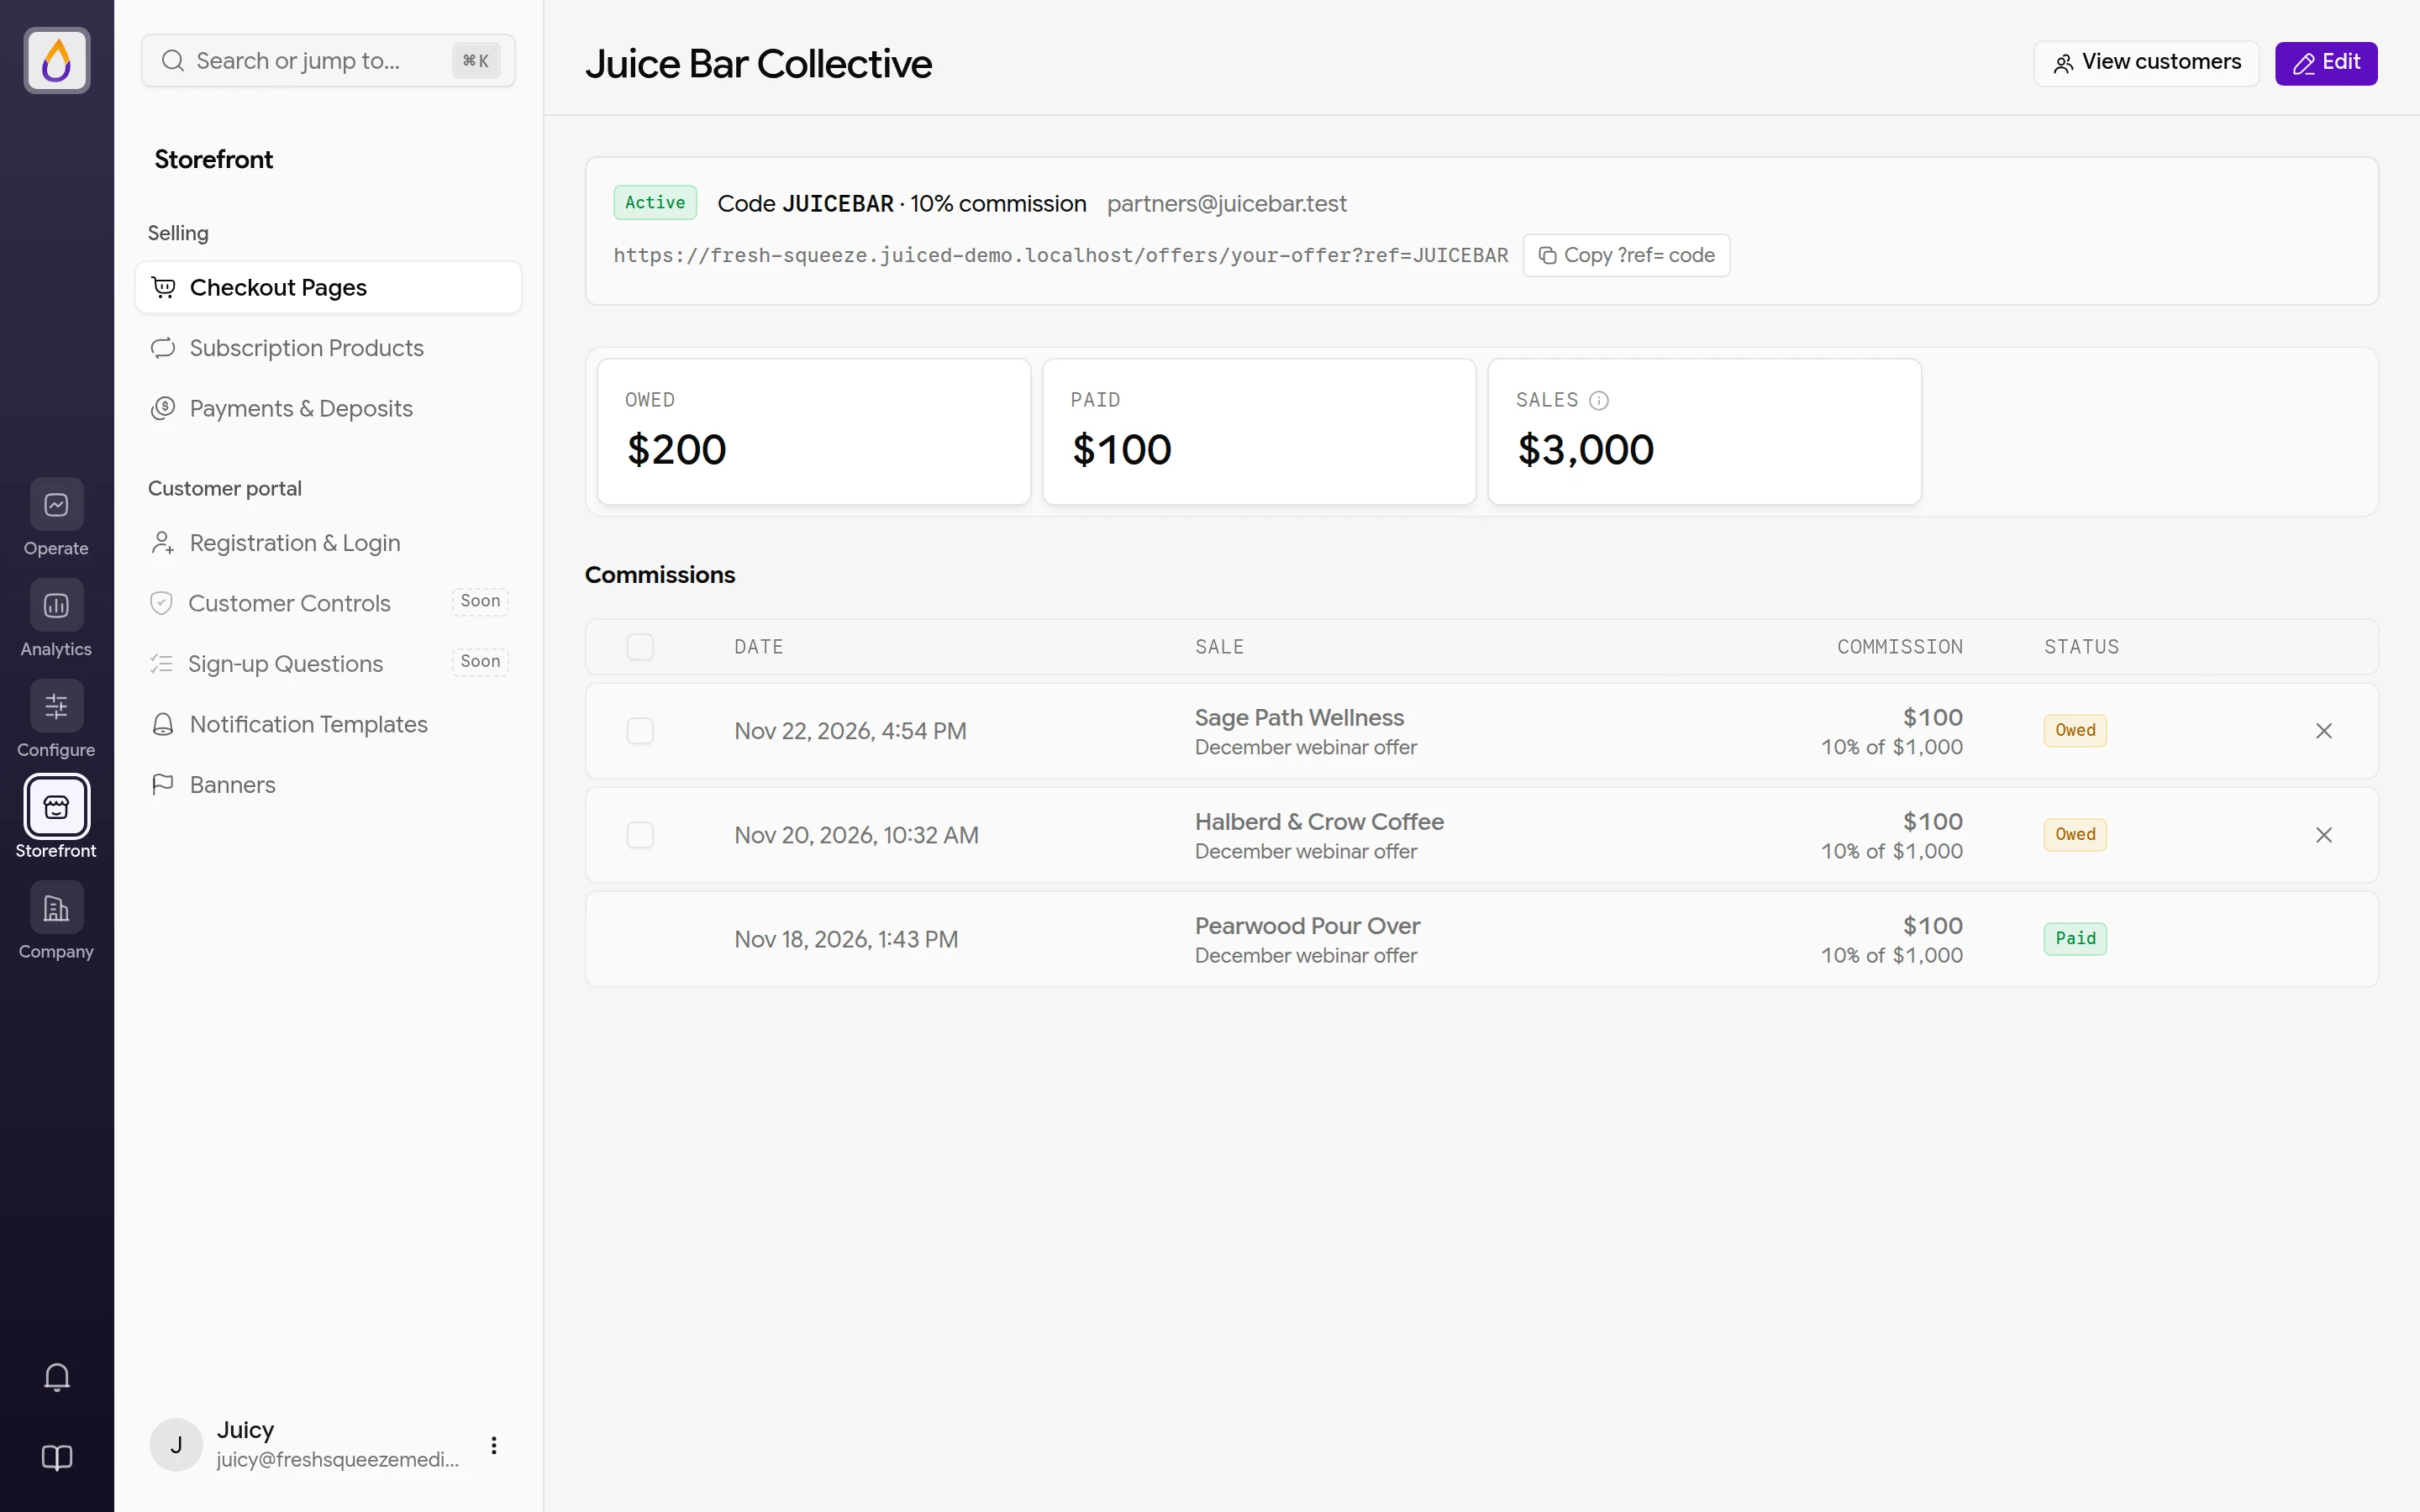 Search or jump to...
⌘K
Storefront
Selling
Checkout Pages
Subscription Products
Payments & Deposits
Customer portal
Registration & Login
Customer Controls
Soon
Sign-up Questions
Soon
Notification Templates
Banners
Operate
Analytics
Configure
Storefront
Company
J
Juicy
juicy@freshsqueezemedi...
Juice Bar Collective
View customers
Edit
Active
Code JUICEBAR · 10% commission
partners@juicebar.test
https://fresh-squeeze.juiced-demo.localhost/offers/your-offer?ref=JUICEBAR
Copy ?ref= code
OWED
$200
PAID
$100
SALES
$3,000
Commissions
DATE
SALE
COMMISSION
STATUS
Nov 22, 2026, 4:54 PM
Sage Path Wellness
December webinar offer
$100
10% of $1,000
Owed
Nov 20, 2026, 10:32 AM
Halberd & Crow Coffee
December webinar offer
$100
10% of $1,000
Owed
Nov 18, 2026, 1:43 PM
Pearwood Pour Over
December webinar offer
$100
10% of $1,000
Paid